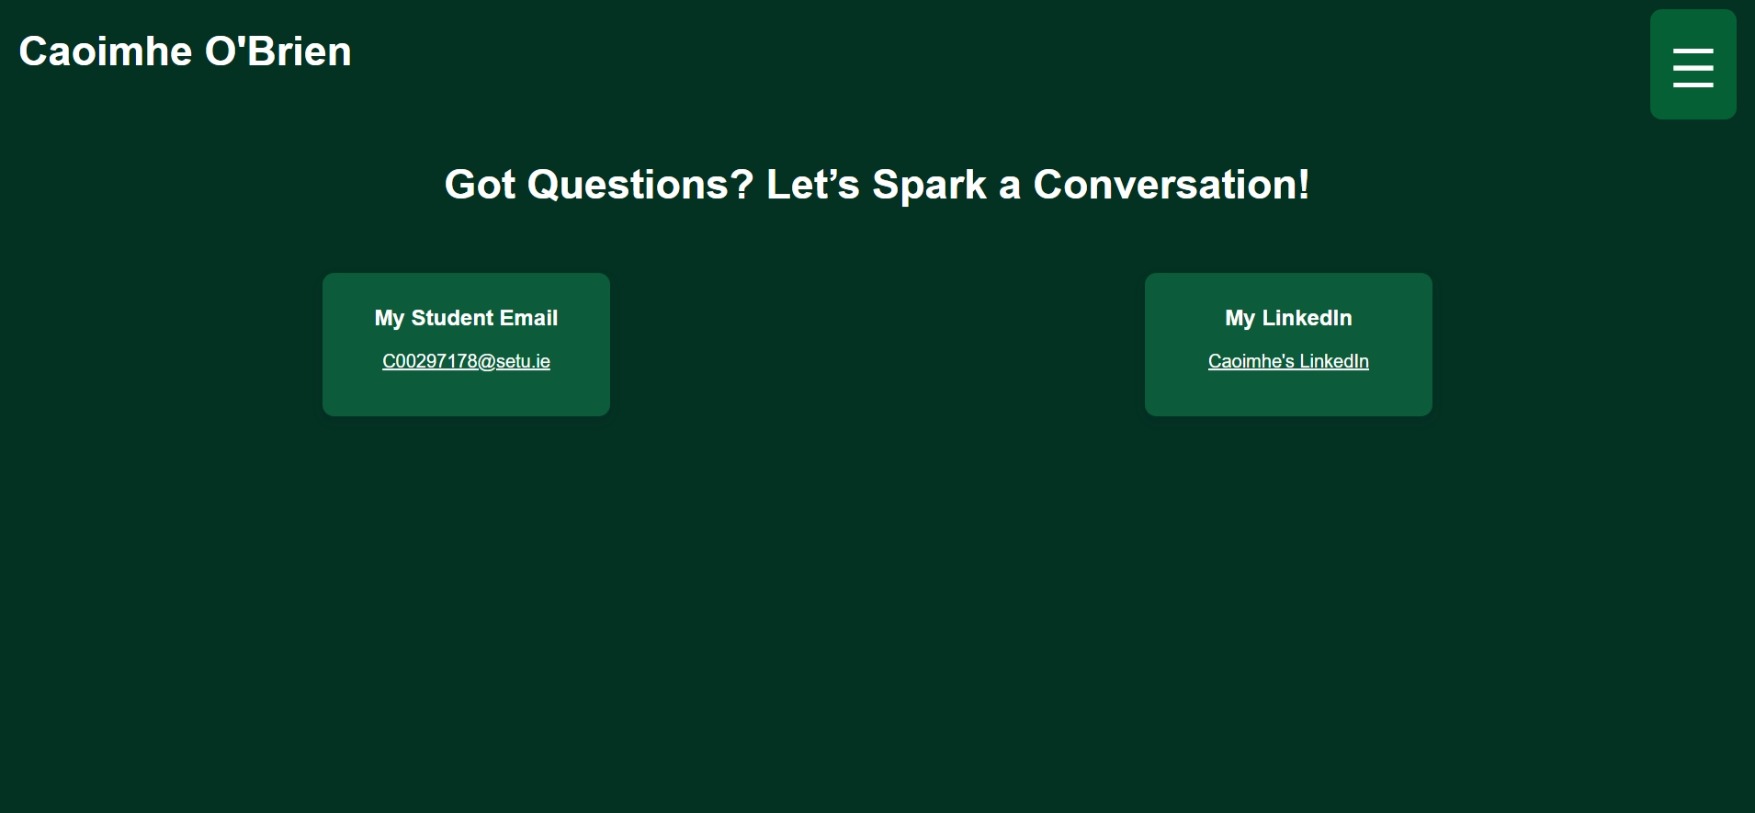 Caoimhe O'Brien
Got Questions? Let’s Spark a Conversation!
My Student Email
C00297178@setu.ie
My LinkedIn
Caoimhe's LinkedIn